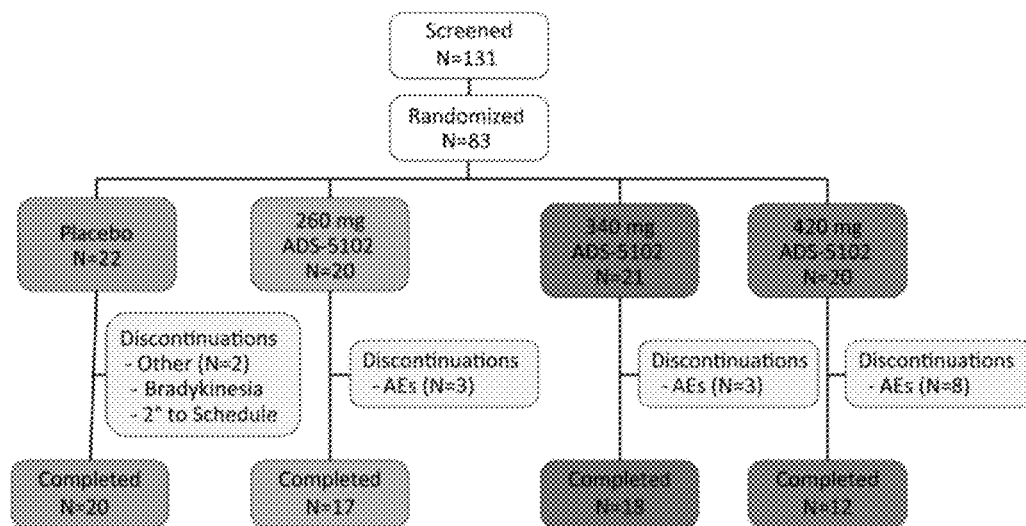 Screened
N=131
Randomized
N=83
Placebo
N=22
260 mg
ADS-5102
N=20
340 mg
ADS-5102
N=21
420 mg
ADS-5102
N=20
Discontinuations
- Other (N=2)
- Bradykinesia
- 2° to Schedule
Discontinuations
- AEs (N=3)
Discontinuations
- AEs (N=3)
Discontinuations
- AEs (N=8)
Completed
N=20
Completed
N=17
Completed
N=18
Completed
N=12